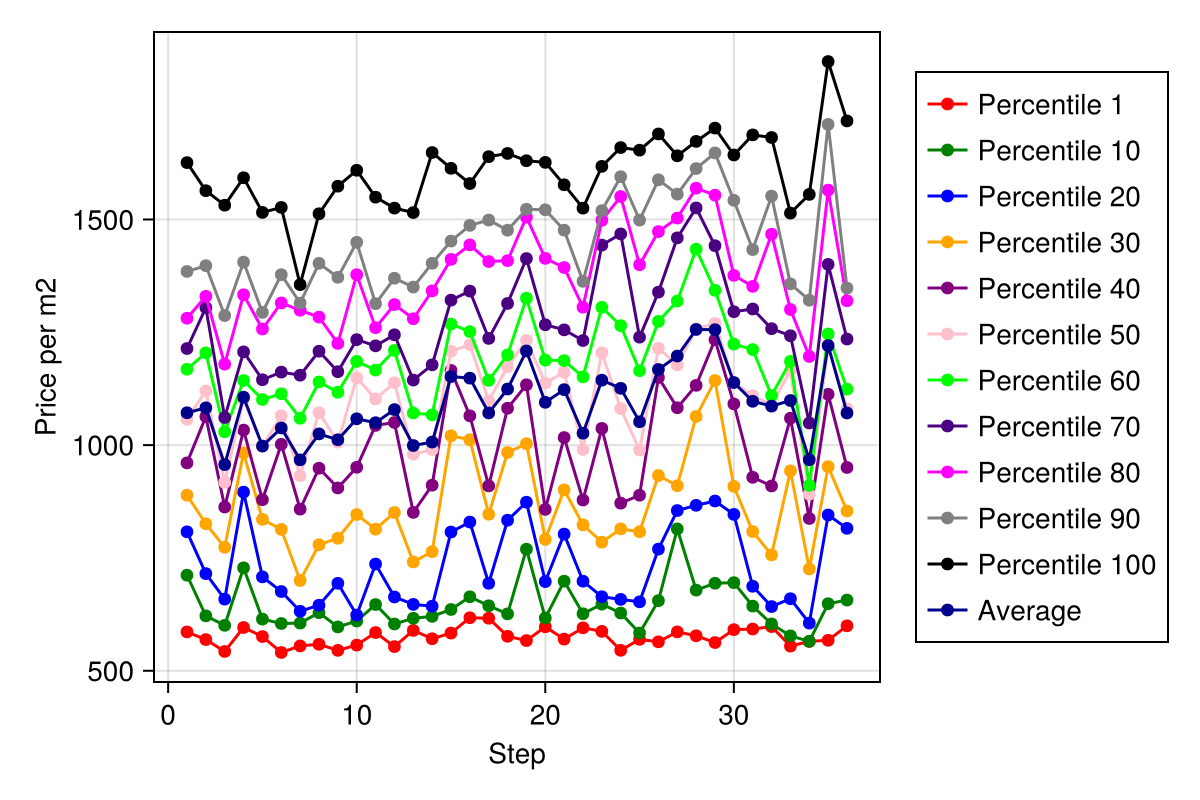 Price per m2
1500
1000
500
0 10 20 30
Step
Percentile 1
Percentile 10
Percentile 20
Percentile 30
Percentile 40
Percentile 50
Percentile 60
Percentile 70
Percentile 80
Percentile 90
Percentile 100
Average